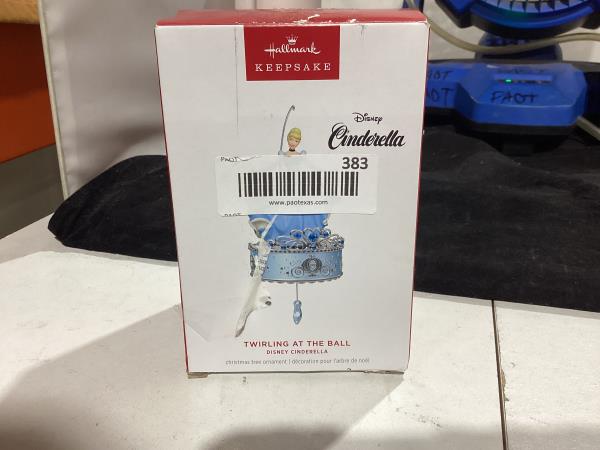 Hallmark
KEEPSAKE
Disney
Cinderella
PAOT
383
www.paotexas.com
TWIRLING AT THE BALL
DISNEY CINDERELLA
christmas tree ornament | décoration pour l'arbre de noël
PAOT